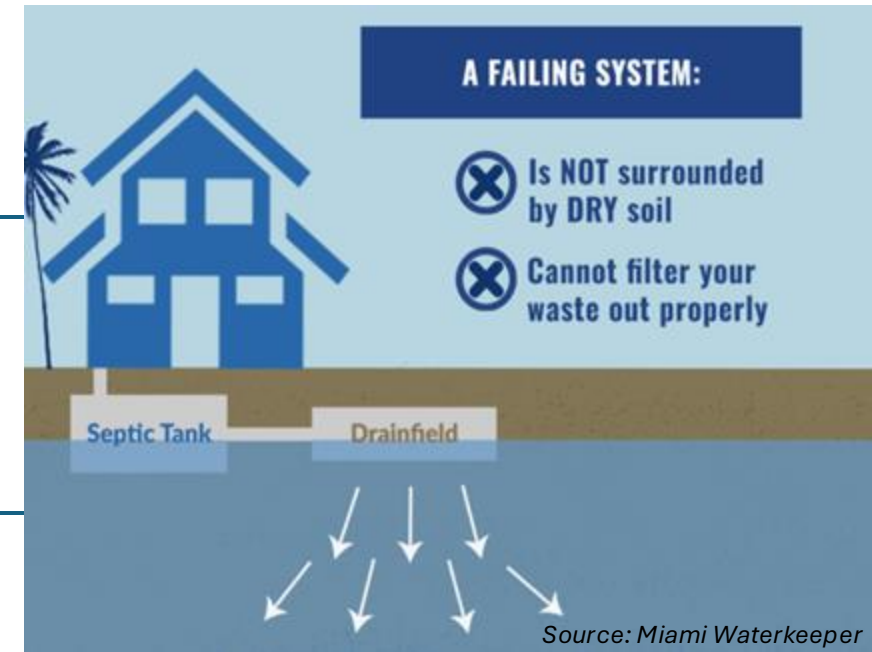 A FAILING SYSTEM:
Is NOT surrounded
by DRY soil
Cannot filter your
waste out properly
Septic Tank
Drainfield
Source: Miami Waterkeeper